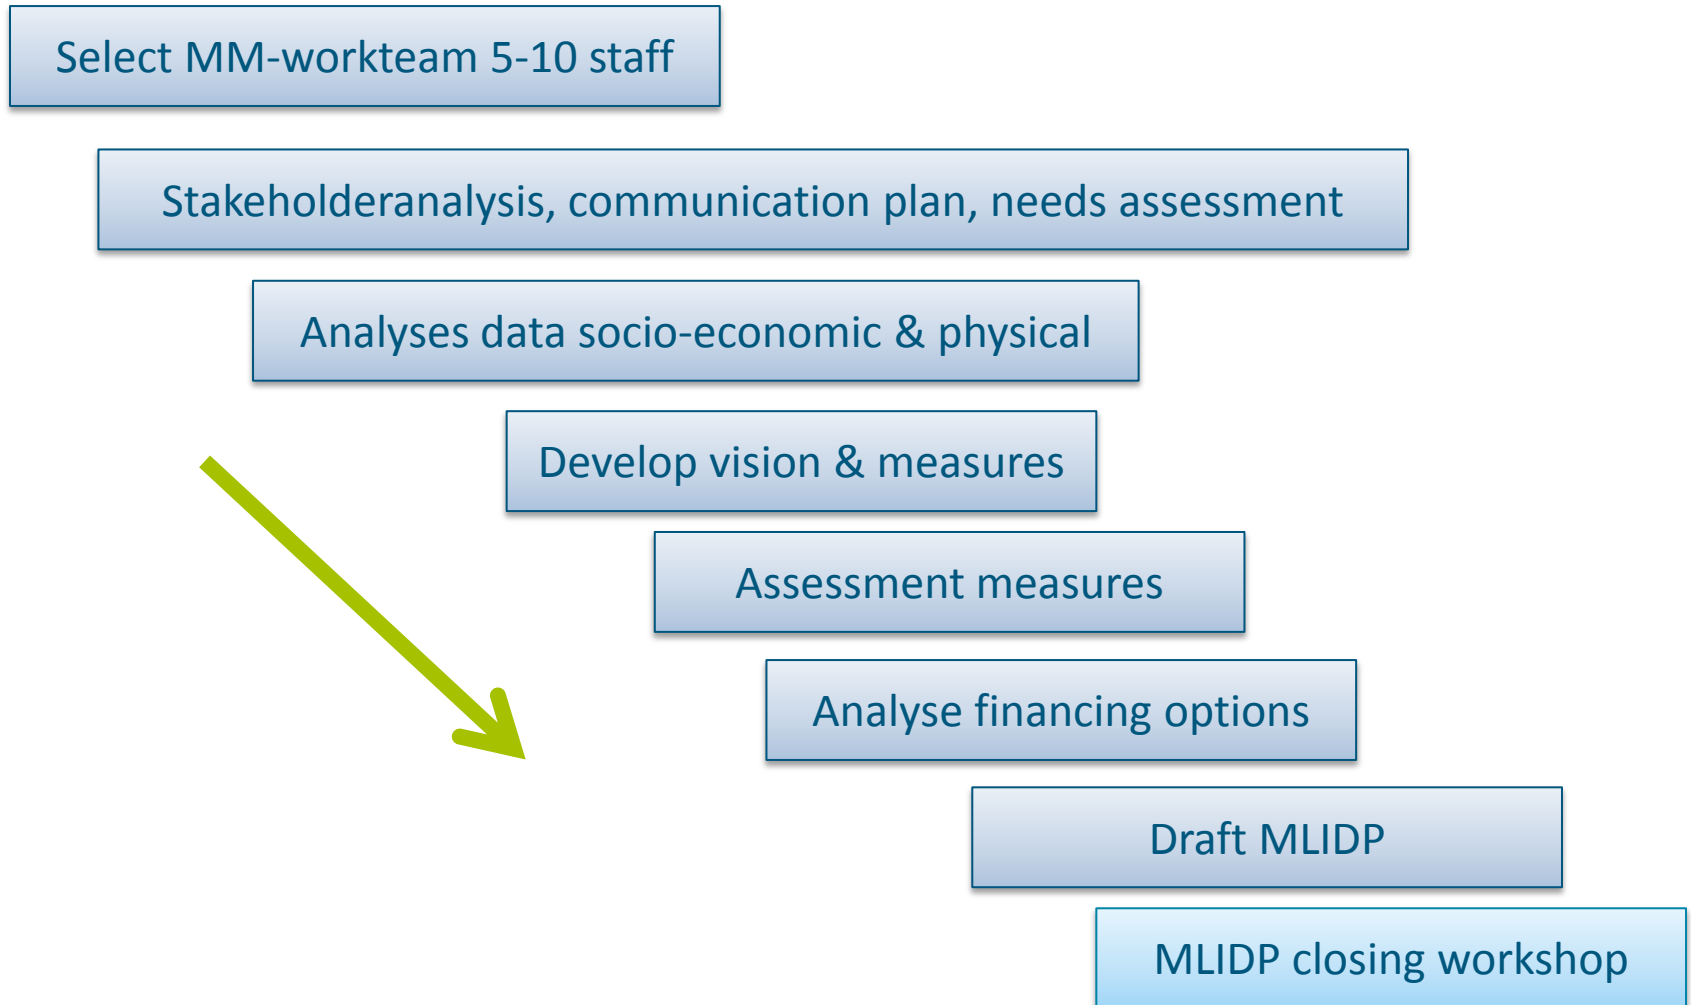 Select MM-workteam 5-10 staff
Stakeholderanalysis, communication plan, needs assessment
Analyses data socio-economic & physical
Develop vision & measures
Assessment measures
Analyse financing options
Draft MLIDP
MLIDP closing workshop